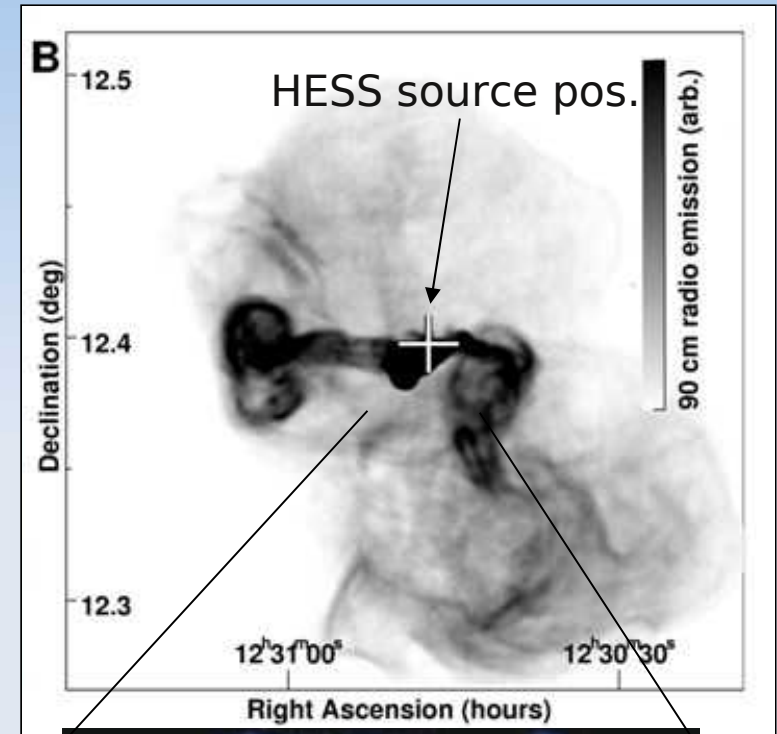 B
12.5
HESS source pos.
90 cm radio emission (arb.)
Declination (deg)
12.4
12.3
12ʰ31ᵐ00ˢ
12ʰ30ᵐ30ˢ
Right Ascension (hours)